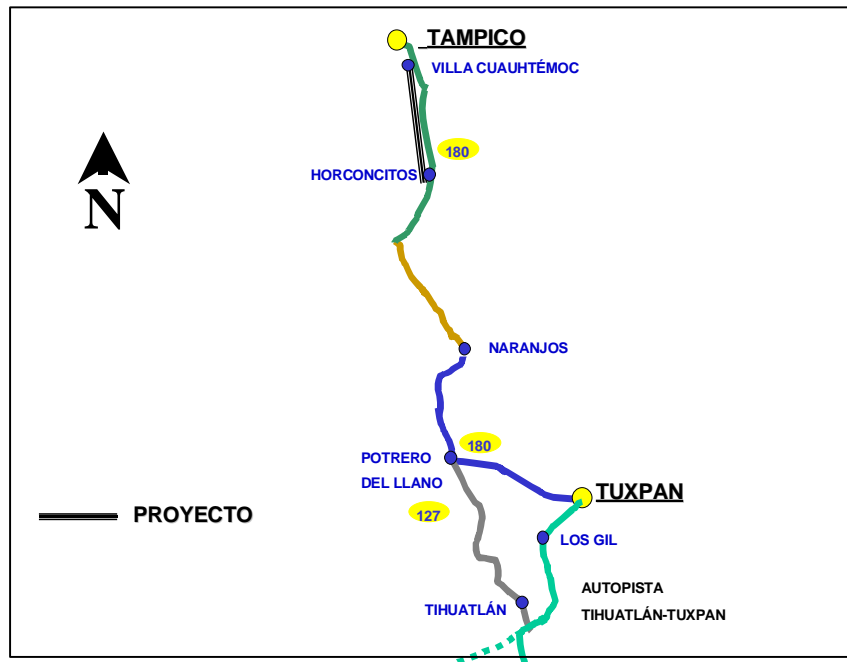 TAMPICO
VILLA CUAUHTÉMOC
180
HORCONCITOS
N
NARANJOS
180
POTRERO
DEL LLANO
TUXPAN
127
PROYECTO
LOS GIL
AUTOPISTA
TIHUATLÁN-TUXPAN
TIHUATLÁN